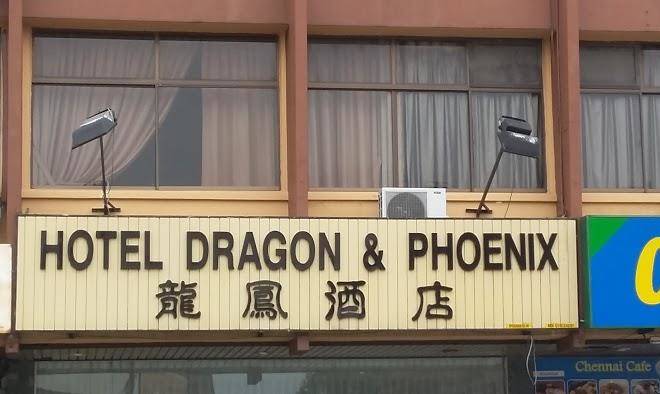 HOTEL DRAGON & PHOENIX
龍鳳酒店
Chennai Cafe